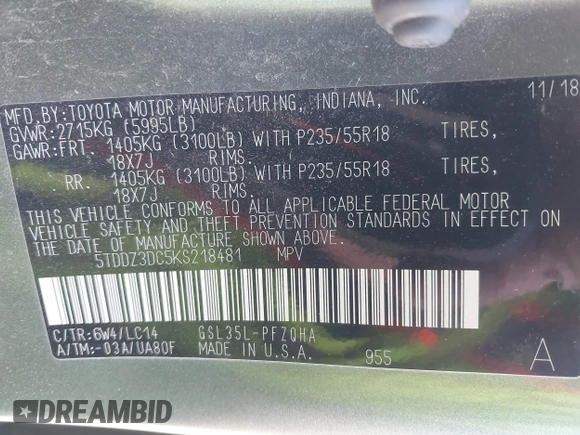 MFD.BY:TOYOTA MOTOR MANUFACTURING, INDIANA, INC. 11/18
GVWR:2715KG (5995LB)
GAWR:FRT. 1405KG (3100LB) WITH P235/55R18 TIRES,
18X7J RIMS.
RR. 1405KG (3100LB) WITH P235/55R18 TIRES,
18X7J RIMS.
THIS VEHICLE CONFORMS TO ALL APPLICABLE FEDERAL MOTOR
VEHICLE SAFETY AND THEFT PREVENTION STANDARDS IN EFFECT ON
THE DATE OF MANUFACTURE SHOWN ABOVE.
5TDDZ3DC5KS218481 MPV
C/TR:6W4/LC14 GSL35L-PFZQHA
A/TM:-03A/UA80F MADE IN U.S.A. 955 A
DREAMBID